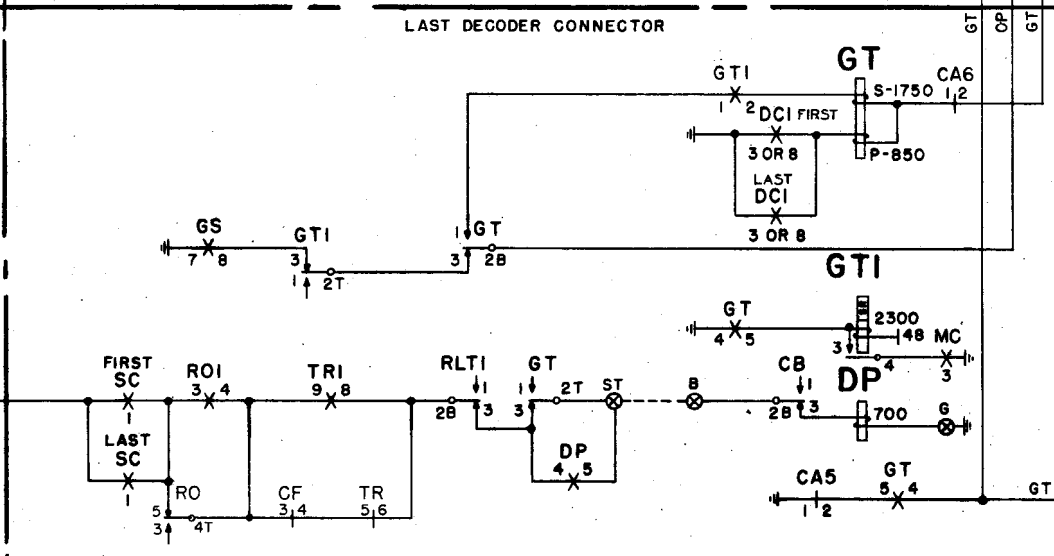 LAST DECODER CONNECTOR
GT
OP
GT
GT
GT1
S-1750
CA6
1 2
1 2
DC1 FIRST
3 OR 8
P-850
LAST
DC1
3 OR 8
GS
7 8
GT1
3
1
2T
1 GT
3 2B
GT1
GT
4 5
2300
48
3
4
MC
3
FIRST
SC
1
RO1
3 4
TR1
9 8
RLT1
1
2B 3
GT
1
3
2T
ST
B
CB
1
2B 3
DP
700
G
LAST
SC
1
DP
4 5
RO
5
3 4T
CF
3 4
TR
5 6
CA5
1 2
GT
5 4
GT